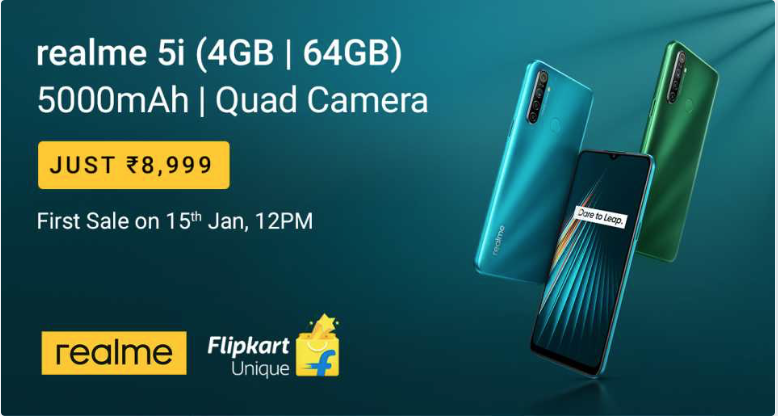 realme 5i (4GB | 64GB)
5000mAh | Quad Camera
JUST ₹8,999
First Sale on 15th Jan, 12PM
realme
Dare to Leap.
realme
Flipkart
Unique
f